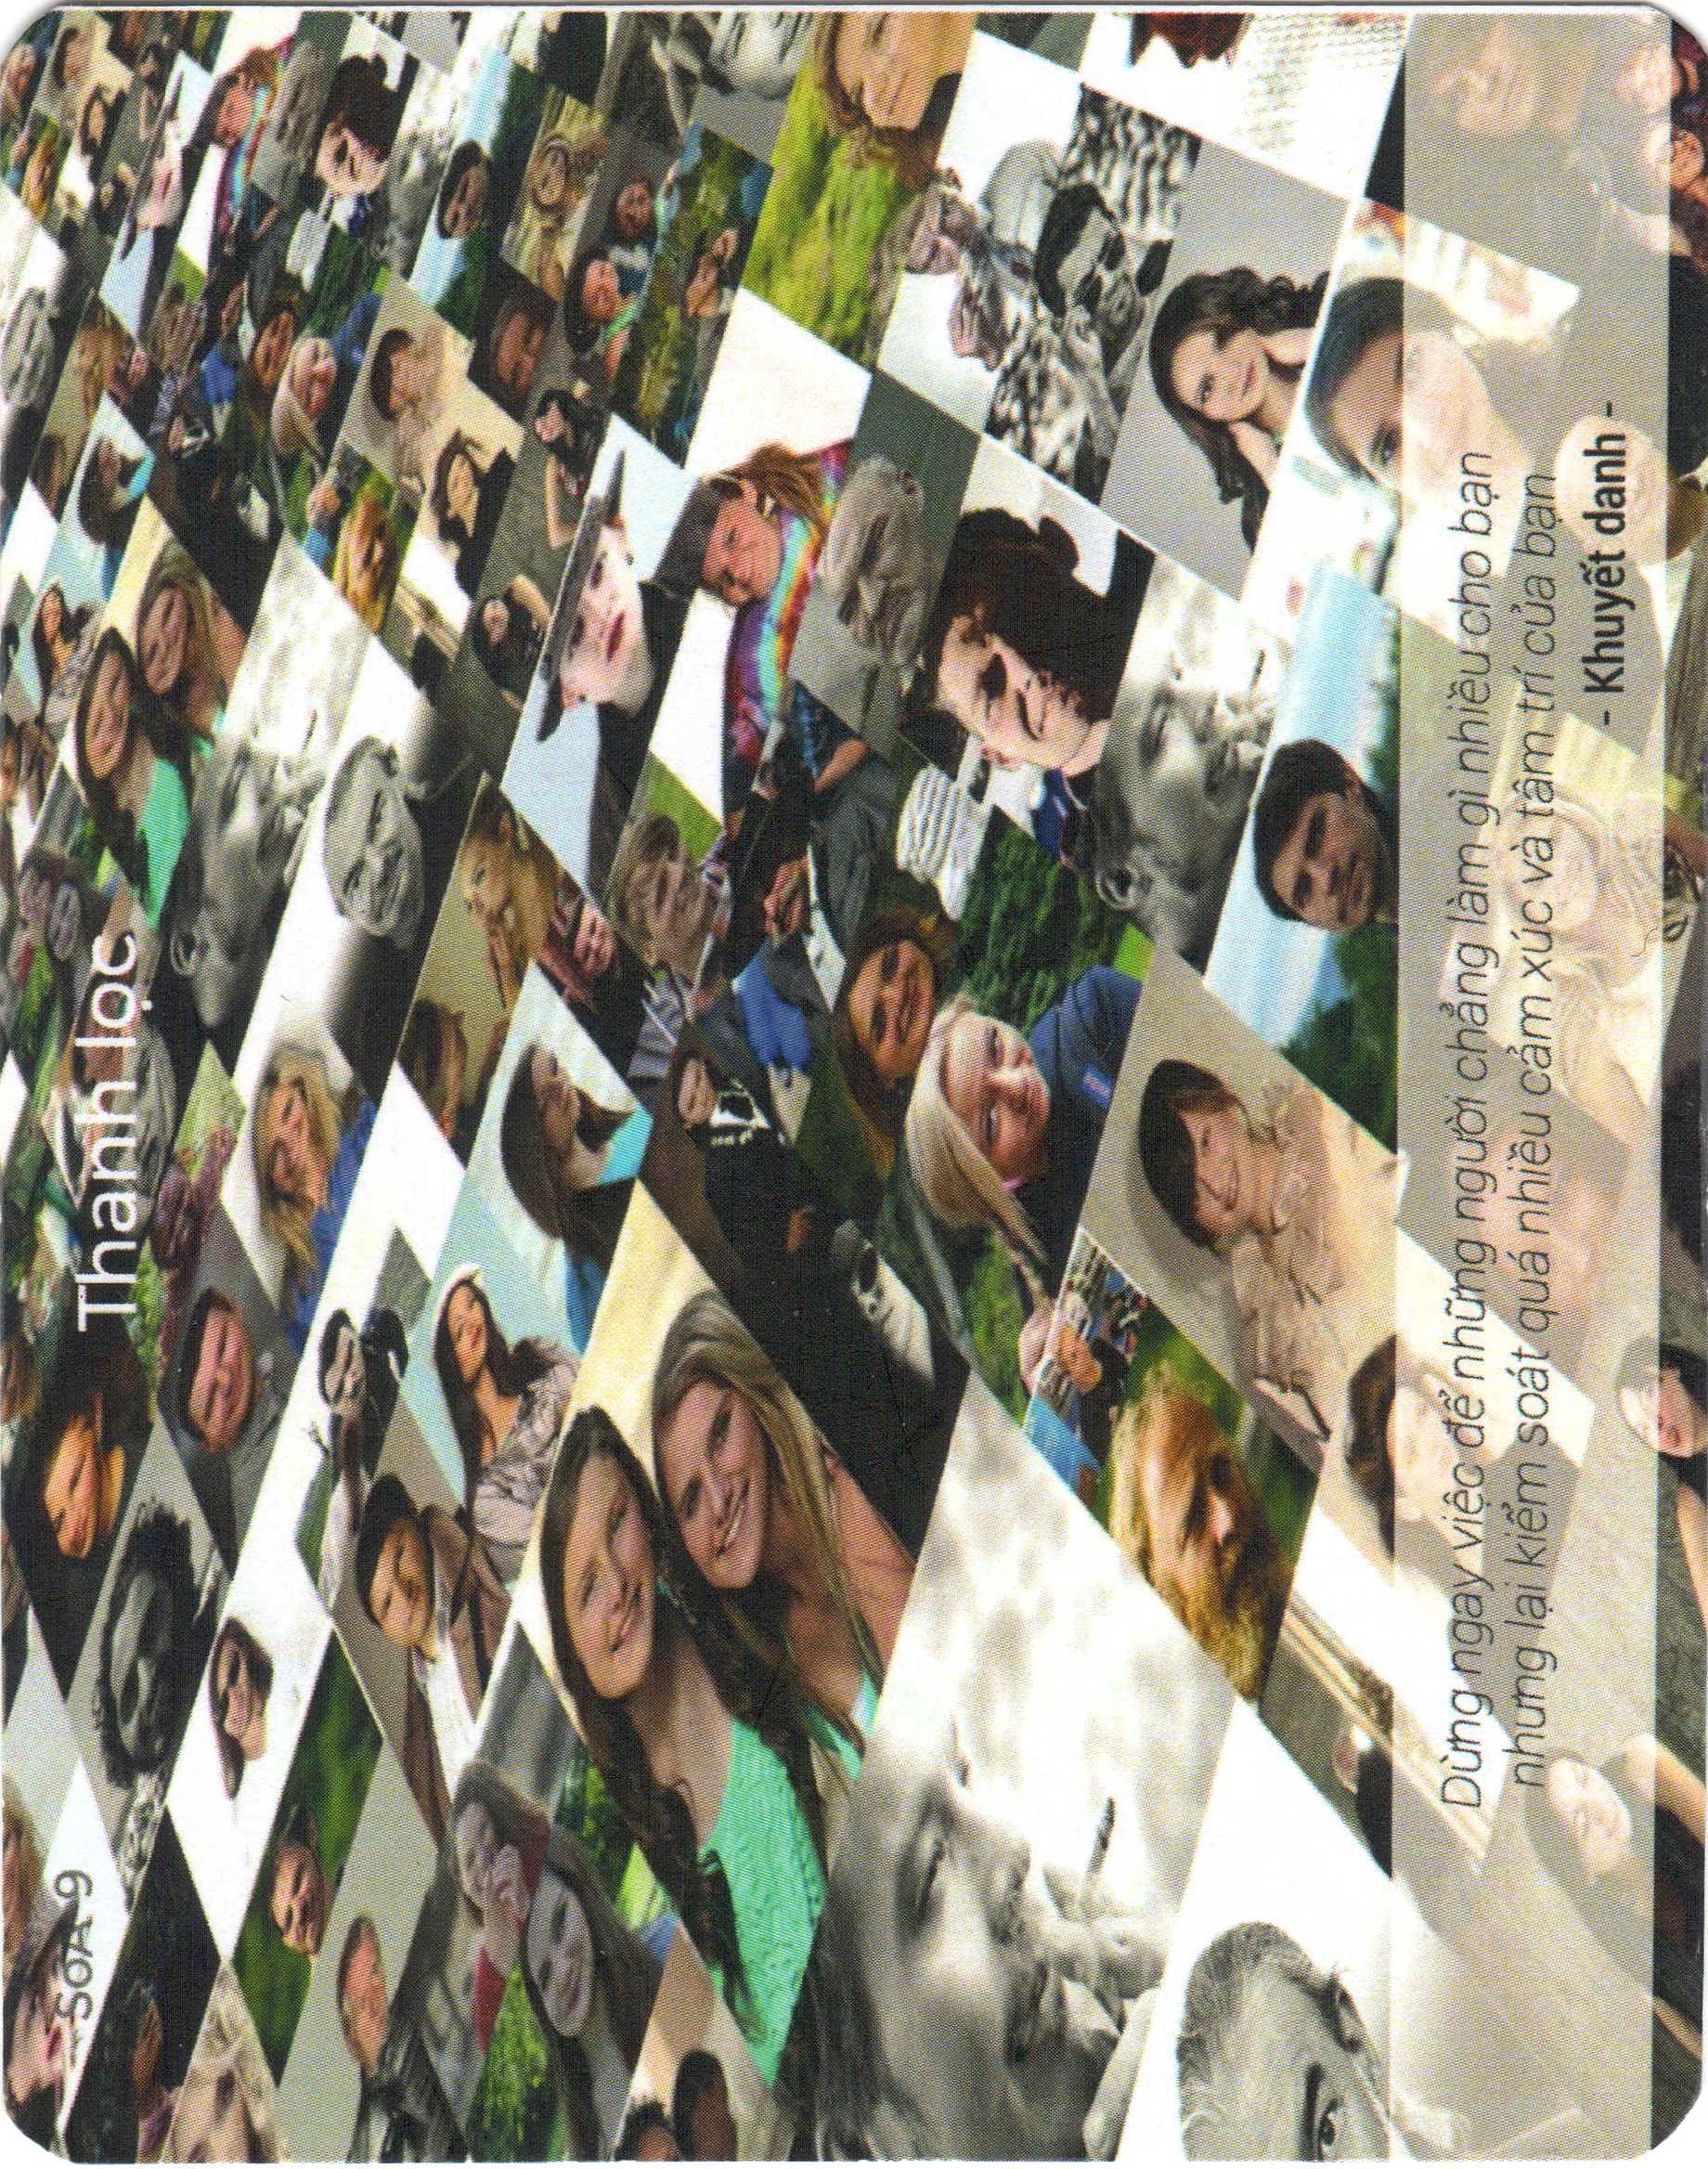 SoA 9
Thanh lọc
Dừng ngay việc để những người chẳng làm gì nhiều cho bạn
nhưng lại kiểm soát quá nhiều cảm xúc và tâm trí của bạn
- Khuyết danh -